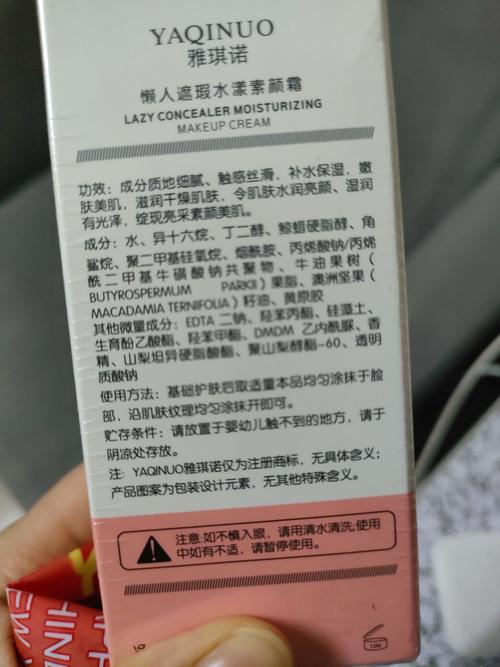 YAQINUO
雅琪诺
懒人遮瑕水漾素颜霜
LAZY CONCEALER MOISTURIZING
MAKEUP CREAM
功效：成分质地细腻、触感丝滑，补水保湿，嫩
肤美肌，滋润干燥肌肤，令肌肤水润亮颜、湿润
有光泽，绽现亮采素颜美肌。
成分：水、异十六烷、丁二醇、鲸蜡硬脂醇、角
鲨烷、聚二甲基硅氧烷、烟酰胺、丙烯酸钠/丙烯
酰二甲基牛磺酸钠共聚物、牛油果树（
BUTYROSPERMUM PARKII）果脂、澳洲坚果（
MACADAMIA TERNIFOLIA）籽油、黄原胶
其他微量成分：EDTA 二钠、羟苯丙酯、硅藻土、
生育酚乙酸酯、羟苯甲酯、DMDM 乙内酰脲、香
精、山梨坦异硬脂酸酯、聚山梨醇酯-60、透明
质酸钠
使用方法：基础护肤后取适量本品均匀涂抹于脸
部，沿肌肤纹理均匀涂抹开即可。
贮存条件：请放置于婴幼儿触不到的地方，请于
阴凉处存放。
注：YAQINUO雅琪诺仅为注册商标，无具体含义；
产品图案为包装设计元素，无其他特殊含义。
注意:如不慎入眼，请用清水清洗;使用
中如有不适，请暂停使用。
12M